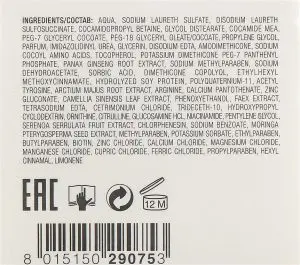 INGREDIENTS/СОСТАВ: AQUA, SODIUM LAURETH SULFATE, DISODIUM LAURETH
SULFOSUCCINATE, COCAMIDOPROPYL BETAINE, GLYCOL DISTEARATE, COCAMIDE MEA,
PEG-7 GLYCERYL COCOATE, PEG-18 GLYCERYL OLEATE/COCOATE, PROPYLENE GLYCOL,
PARFUM, IMIDAZOLIDINYL UREA, GLYCERIN, DISODIUM EDTA, AMODIMETHICONE, SODIUM
COCOYL AMINO ACIDS, TOCOPHEROL, POTASSIUM DIMETHICONE PEG-7 PANTHENYL
PHOSPHATE, PANAX GINSENG ROOT EXTRACT, SODIUM METHYLPARABEN, SODIUM
DEHYDROACETATE, SORBIC ACID, DIMETHICONE COPOLYOL, ETHYLHEXYL
METHOXYCINNAMATE, HYDROLYZED SOY PROTEIN, POLYQUATERNIUM-11, ACETYL
TYROSINE, ARCTIUM MAJUS ROOT EXTRACT, ARGININE, CALCIUM PANTOTHENATE, ZINC
GLUCONATE, CAMELLIA SINENSIS LEAF EXTRACT, PHENOXYETHANOL, FAEX EXTRACT,
TETRASODIUM EDTA, CETRIMONIUM CHLORIDE, TRIDECETH-10, HYDROXYPROPYL
CYCLODEXTRIN, ORNITHINE, CITRULLINE, GLUCOSAMINE HCL, NIACINAMIDE, PENTYLENE GLYCOL,
SERENOA SERRULATA FRUIT EXTRACT, CHLORPHENESIN, SODIUM BENZOATE, MORINGA
PTERYGOSPERMA SEED EXTRACT, METHYLPARABEN, POTASSIUM SORBATE, ETHYLPARABEN,
BUTYLPARABEN, BIOTIN, ZINC CHLORIDE, CALCIUM CHLORIDE, MAGNESIUM CHLORIDE,
MANGANESE CHLORIDE, CUPRIC CHLORIDE, FERRIC CHLORIDE, PROPYLPARABEN, HEXYL
CINNAMAL, LIMONENE
EAC
12 M
8 015150 290753